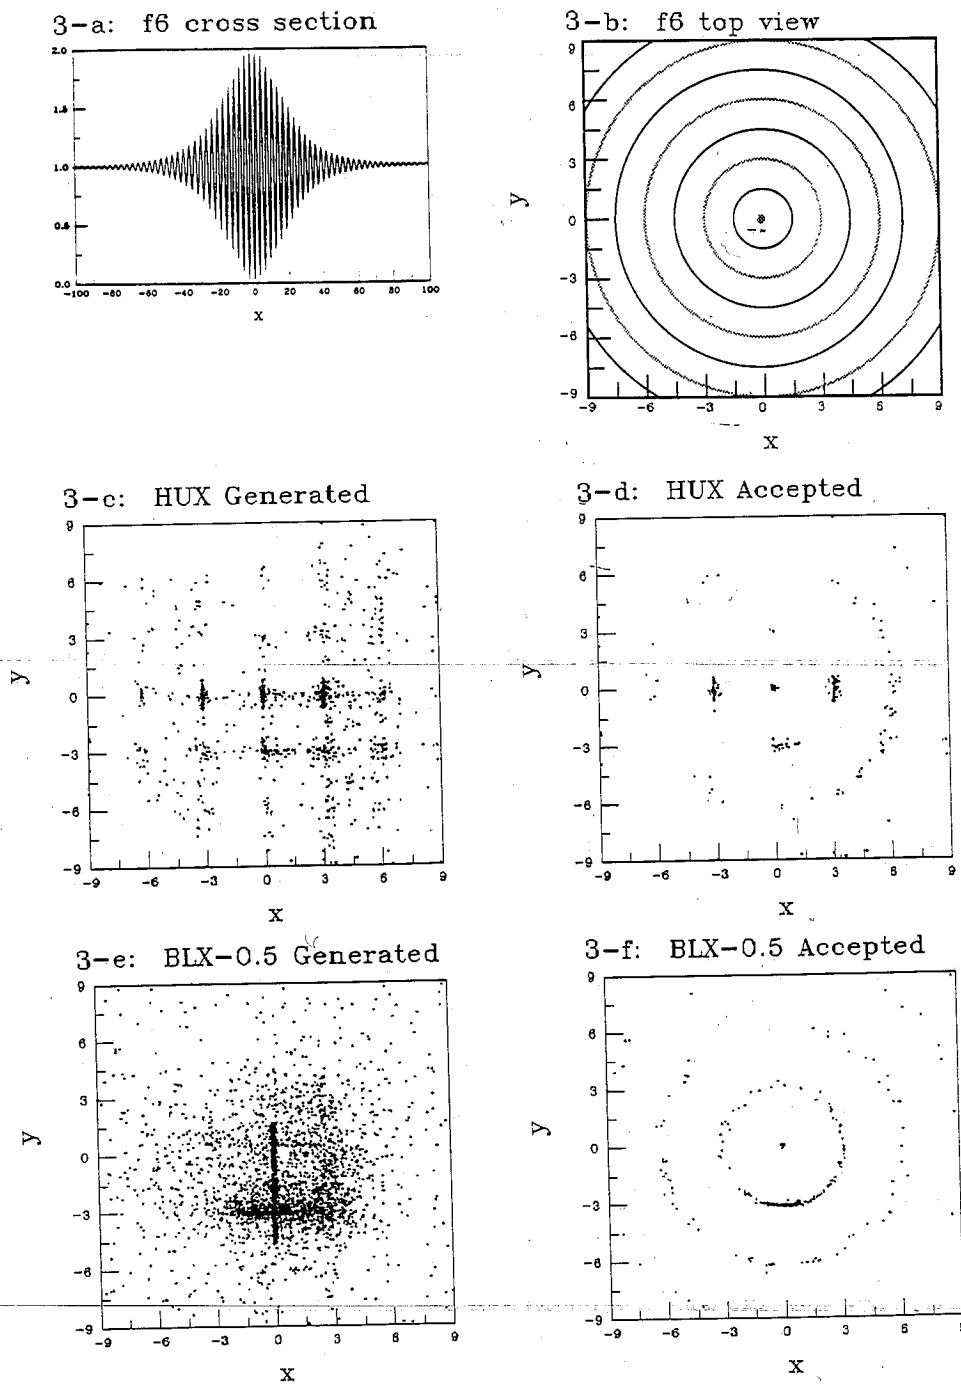 3-a: f6 cross section
2.0
1.5
1.0
0.5
0.0
-100 -80 -60 -40 -20 0 20 40 60 80 100
x
3-b: f6 top view
9
6
3
0
-3
-6
-9
y
-9 -6 -3 0 3 6 9
x
3-c: HUX Generated
9
6
3
0
-3
-6
-9
y
-9 -6 -3 0 3 6 9
x
3-d: HUX Accepted
9
6
3
0
-3
-6
-9
y
-9 -6 -3 0 3 6 9
x
3-e: BLX-0.5 Generated
9
6
3
0
-3
-6
-9
y
-9 -6 -3 0 3 6 9
x
3-f: BLX-0.5 Accepted
9
6
3
0
-3
-6
-9
y
-9 -6 -3 0 3 6 9
x